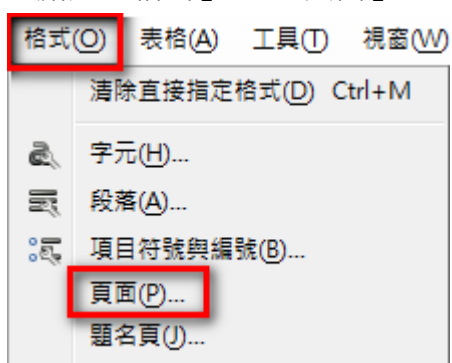 格式(O) 表格(A) 工具(T) 視窗(W)
清除直接指定格式(D) Ctrl+M
字元(H)...
段落(A)...
項目符號與編號(B)...
頁面(P)...
題名頁(J)...